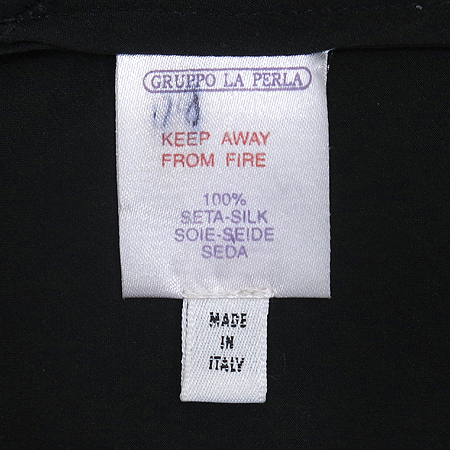 GRUPPO LA PERLA
KEEP AWAY
FROM FIRE
100%
SETA-SILK
SOIE-SEIDE
SEDA
MADE
IN
ITALY